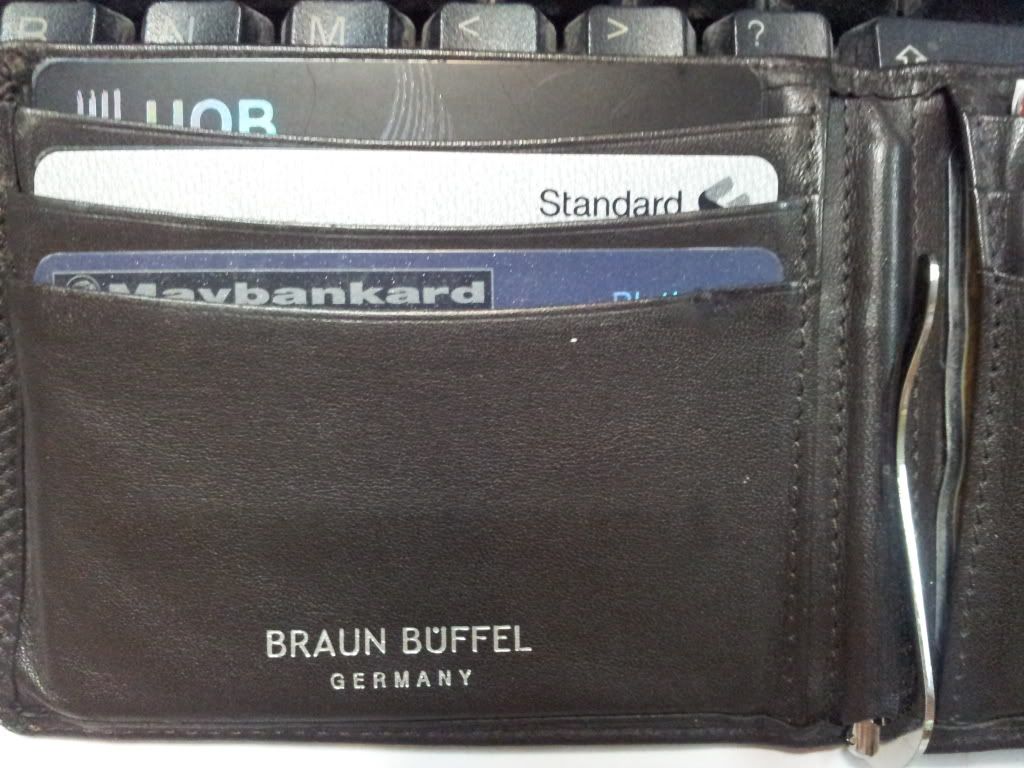 N M < > ?
UOB
Standard
Maybankard
BRAUN BÜFFEL
GERMANY